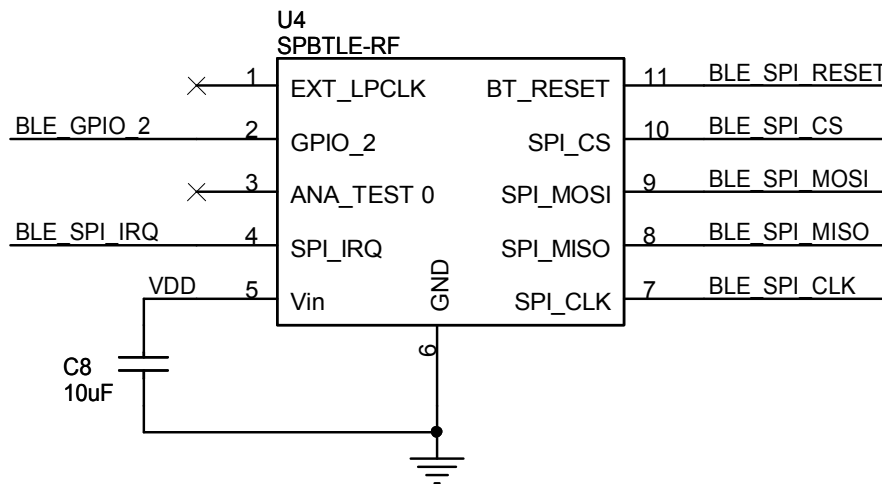 U4
SPBTLE-RF
1 EXT_LPCLK BT_RESET 11 BLE_SPI_RESET
BLE_GPIO_2 2 GPIO_2 SPI_CS 10 BLE_SPI_CS
3 ANA_TEST 0 SPI_MOSI 9 BLE_SPI_MOSI
BLE_SPI_IRQ 4 SPI_IRQ SPI_MISO 8 BLE_SPI_MISO
VDD 5 Vin GND SPI_CLK 7 BLE_SPI_CLK
6
C8
10uF